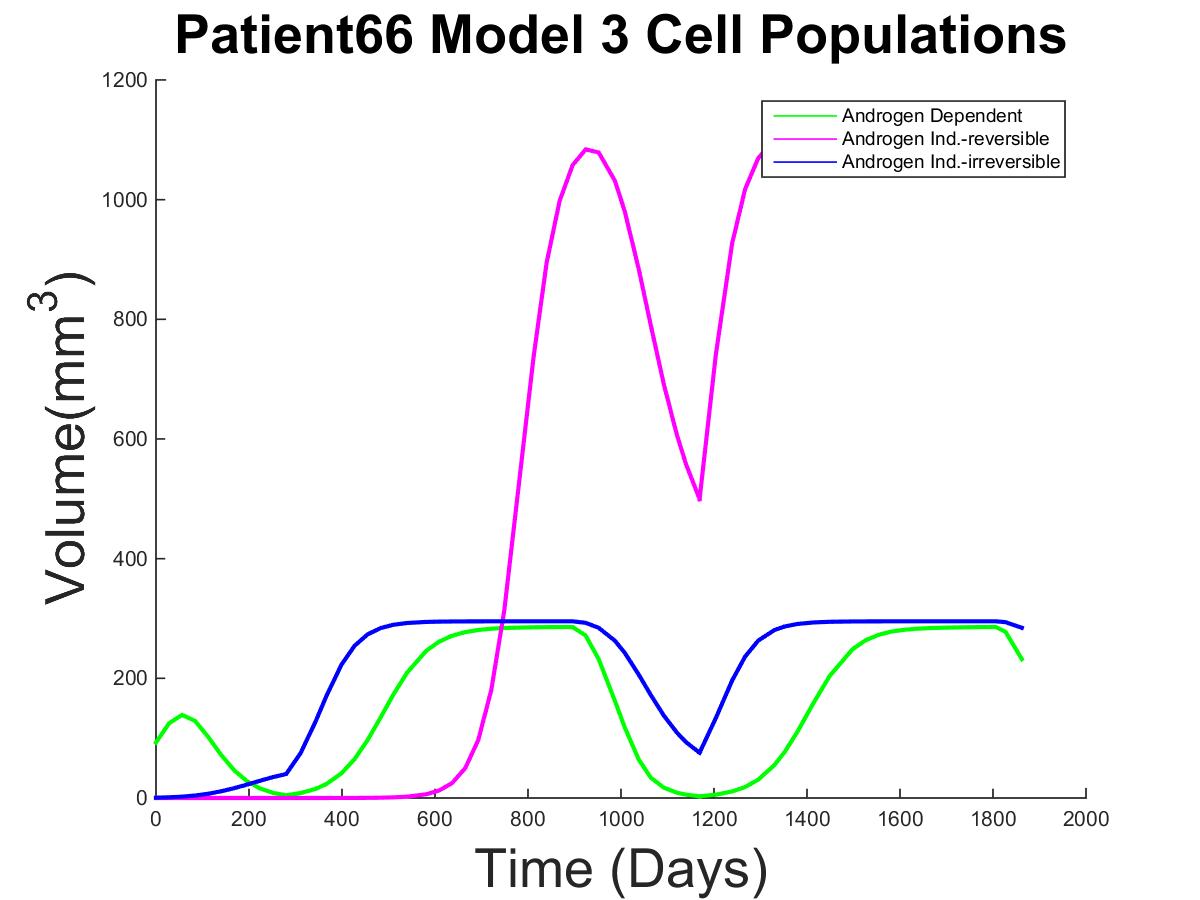 Patient66 Model 3 Cell Populations
1200
1000
800
600
400
200
0
Volume(mm³)
Androgen Dependent
Androgen Ind.-reversible
Androgen Ind.-irreversible
0 200 400 600 800 1000 1200 1400 1600 1800 2000
Time (Days)